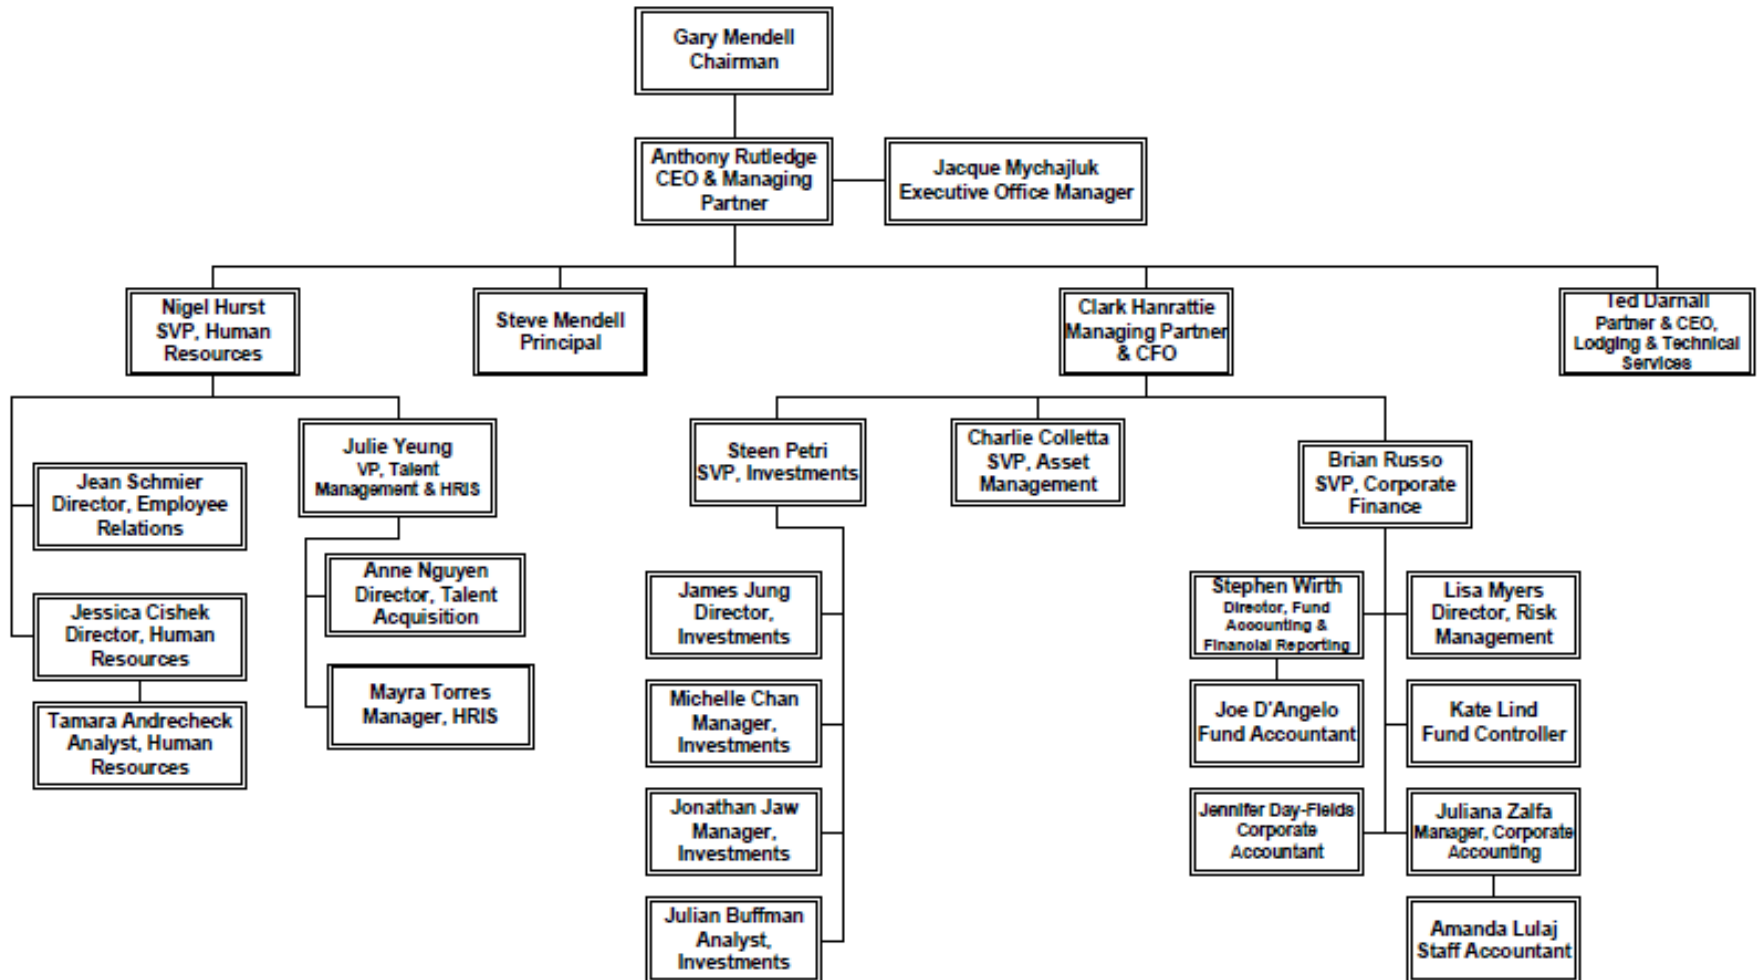 Gary Mendell
Chairman
Anthony Rutledge
CEO & Managing
Partner
Jacque Mychajluk
Executive Office Manager
Nigel Hurst
SVP, Human
Resources
Steve Mendell
Principal
Clark Hanrattie
Managing Partner
& CFO
Ted Darnall
Partner & CEO,
Lodging & Technical
Services
Julie Yeung
VP, Talent
Management & HRIS
Jean Schmier
Director, Employee
Relations
Anne Nguyen
Director, Talent
Acquisition
Jessica Cishek
Director, Human
Resources
Mayra Torres
Manager, HRIS
Tamara Andrecheck
Analyst, Human
Resources
Steen Petri
SVP, Investments
Charlie Colletta
SVP, Asset
Management
Brian Russo
SVP, Corporate
Finance
James Jung
Director,
Investments
Michelle Chan
Manager,
Investments
Jonathan Jaw
Manager,
Investments
Julian Buffman
Analyst,
Investments
Stephen Wirth
Director, Fund
Accounting &
Financial Reporting
Lisa Myers
Director, Risk
Management
Joe D'Angelo
Fund Accountant
Kate Lind
Fund Controller
Jennifer Day-Fields
Corporate
Accountant
Juliana Zalfa
Manager, Corporate
Accounting
Amanda Lulaj
Staff Accountant